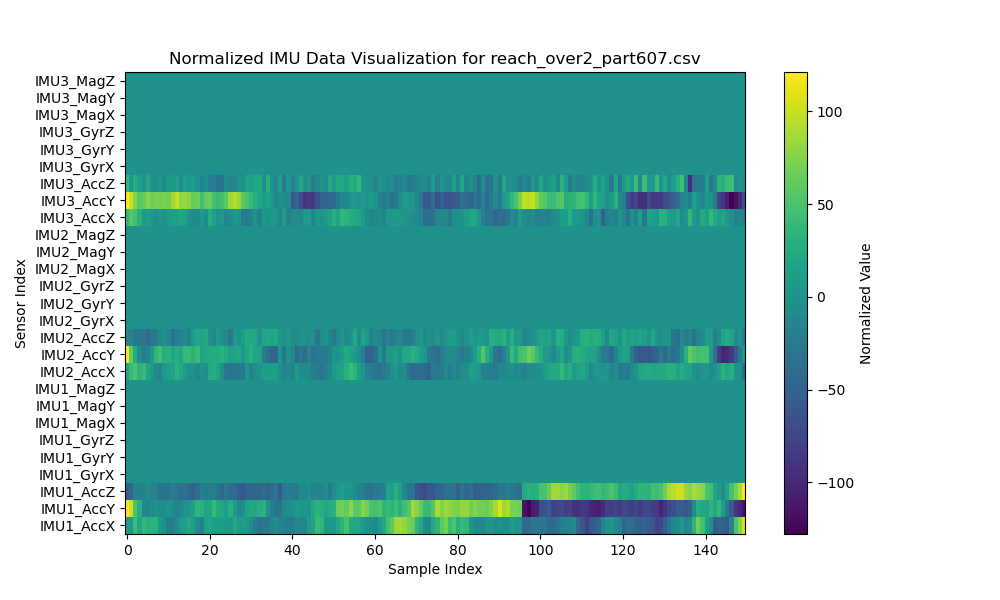 Normalized IMU Data Visualization for reach_over2_part607.csv
IMU3_MagZ
IMU3_MagY
IMU3_MagX
IMU3_GyrZ
IMU3_GyrY
IMU3_GyrX
IMU3_AccZ
IMU3_AccY
IMU3_AccX
IMU2_MagZ
IMU2_MagY
IMU2_MagX
IMU2_GyrZ
IMU2_GyrY
IMU2_GyrX
IMU2_AccZ
IMU2_AccY
IMU2_AccX
IMU1_MagZ
IMU1_MagY
IMU1_MagX
IMU1_GyrZ
IMU1_GyrY
IMU1_GyrX
IMU1_AccZ
IMU1_AccY
IMU1_AccX
Sensor Index
0 20 40 60 80 100 120 140
Sample Index
100
50
0
−50
−100
Normalized Value